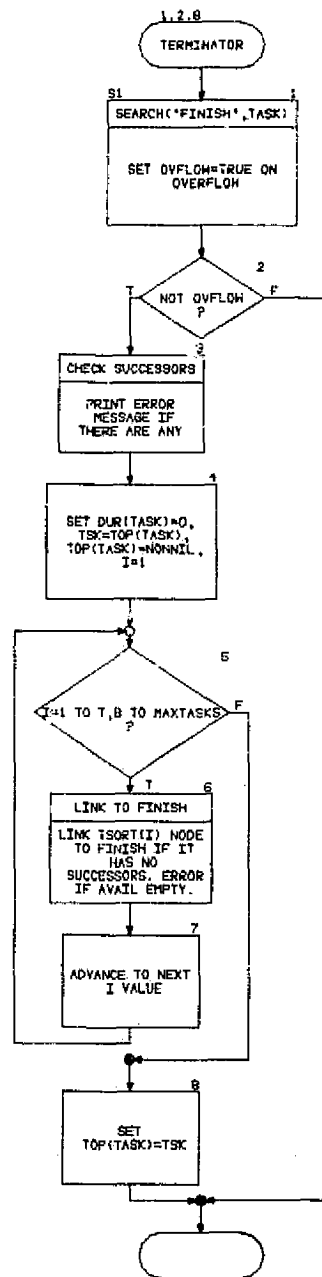 1.2.8
TERMINATOR
S1
1
SEARCH("FINISH",TASK)
SET OVFLOW=TRUE ON
OVERFLOW
2
T
F
NOT OVFLOW
?
3
CHECK SUCCESSORS
PRINT ERROR
MESSAGE IF
THERE ARE ANY
4
SET DUR(TASK)=0,
TSK=TOP(TASK),
TOP(TASK)=NONNIL,
I=1
5
I=1 TO T,B TO MAXTASKS
F
?
T
6
LINK TO FINISH
LINK TSORT(I) NODE
TO FINISH IF IT
HAS NO
SUCCESSORS. ERROR
IF AVAIL EMPTY.
7
ADVANCE TO NEXT
I VALUE
8
SET
TOP(TASK)=TSK